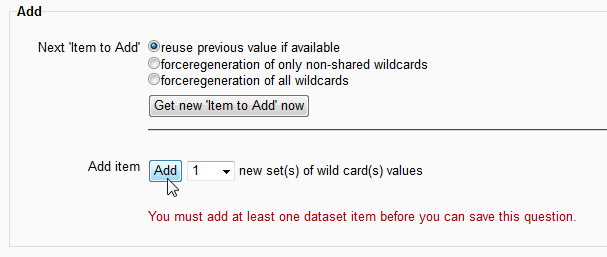 Add
Next 'Item to Add' reuse previous value if available
forceregeneration of only non-shared wildcards
forceregeneration of all wildcards
Get new 'Item to Add' now
Add item Add 1 new set(s) of wild card(s) values
You must add at least one dataset item before you can save this question.